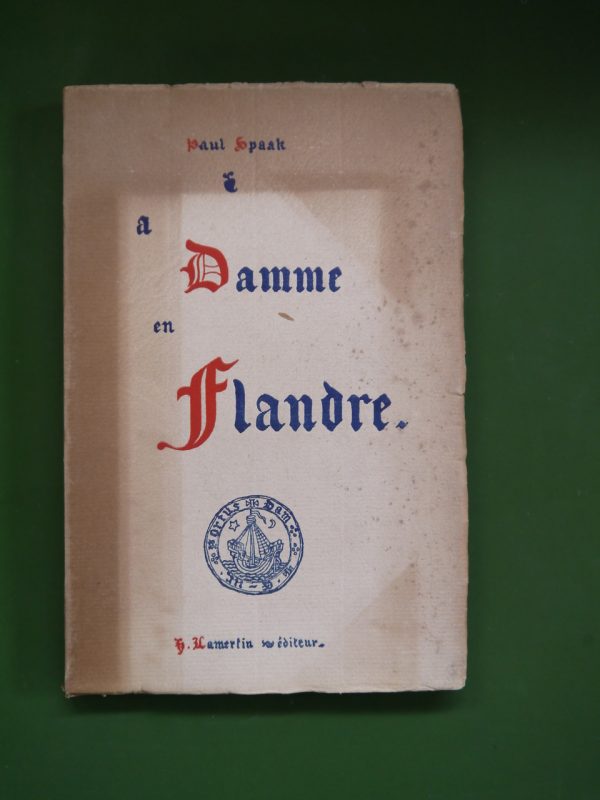 Paul Spaak
a
Damme
en
Flandre.
H. Lamertin éditeur.